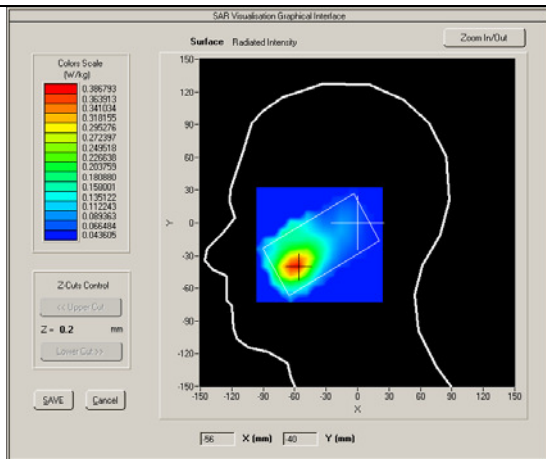 SAR Visualisation Graphical Interface
Surface Radiated Intensity
Zoom In/Out
Colors Scale
(W/kg)
0.386793
0.363913
0.341034
0.318155
0.295276
0.272397
0.249518
0.226638
0.203759
0.180880
0.158001
0.135122
0.112243
0.089363
0.066484
0.043605
Z-Cuts Control
<< Upper Cut
Z = 0.2 mm
Lower Cut >>
SAVE Cancel
150
120
90
60
30
0
-30
-60
-90
-120
-150
Y
-150 -120 -90 -60 -30 0 30 60 90 120 150
X
-56 X (mm) -40 Y (mm)